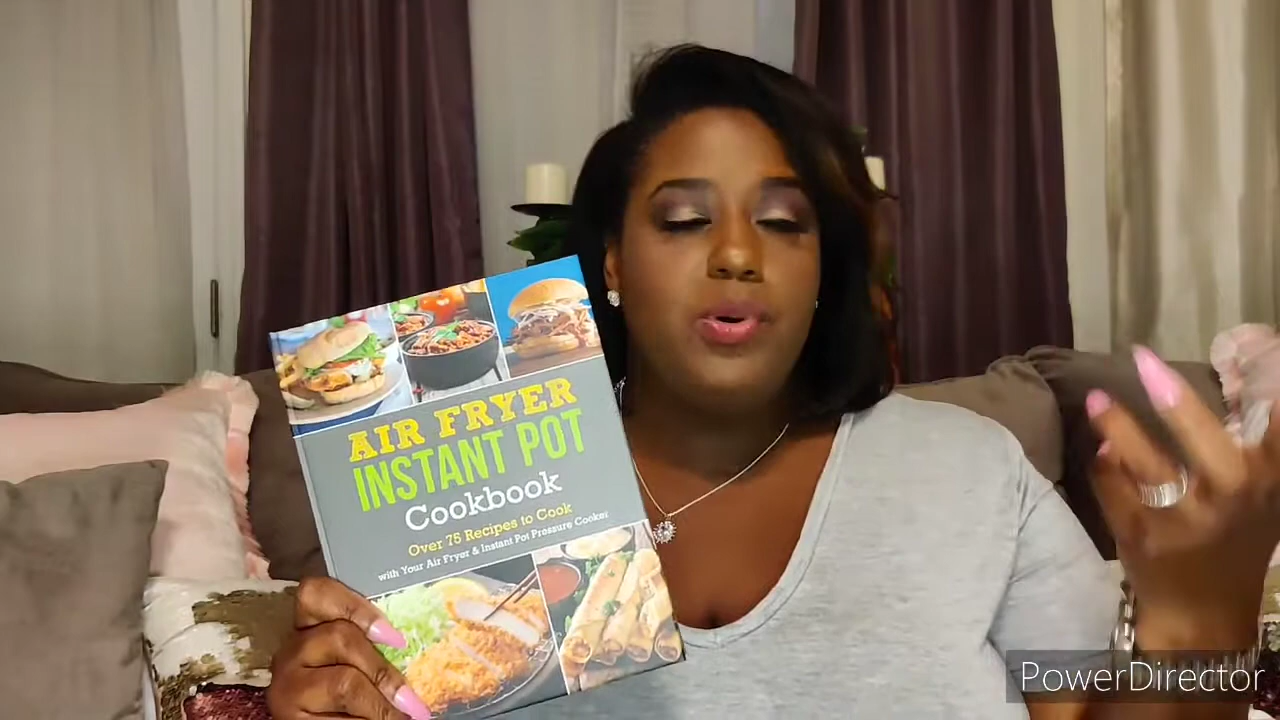 AIR FRYER
INSTANT POT
Cookbook
Over 75 Recipes to Cook
with Your Air Fryer & Instant Pot Pressure Cooker
PowerDirector